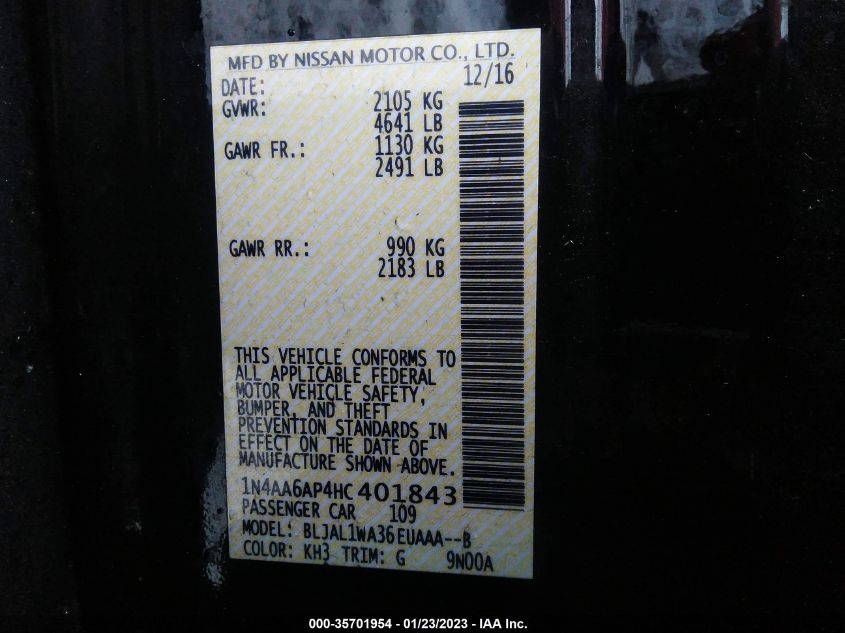 MFD BY NISSAN MOTOR CO., LTD.
DATE: 12/16
GVWR: 2105 KG
4641 LB
GAWR FR.: 1130 KG
2491 LB
GAWR RR.: 990 KG
2183 LB
THIS VEHICLE CONFORMS TO
ALL APPLICABLE FEDERAL
MOTOR VEHICLE SAFETY,
BUMPER, AND THEFT
PREVENTION STANDARDS IN
EFFECT ON THE DATE OF
MANUFACTURE SHOWN ABOVE.
1N4AA6AP4HC401843
PASSENGER CAR 109
MODEL: BLJAL1WA36EUAAA--B
COLOR: KH3 TRIM: G 9N00A
000-35701954 - 01/23/2023 - IAA Inc.